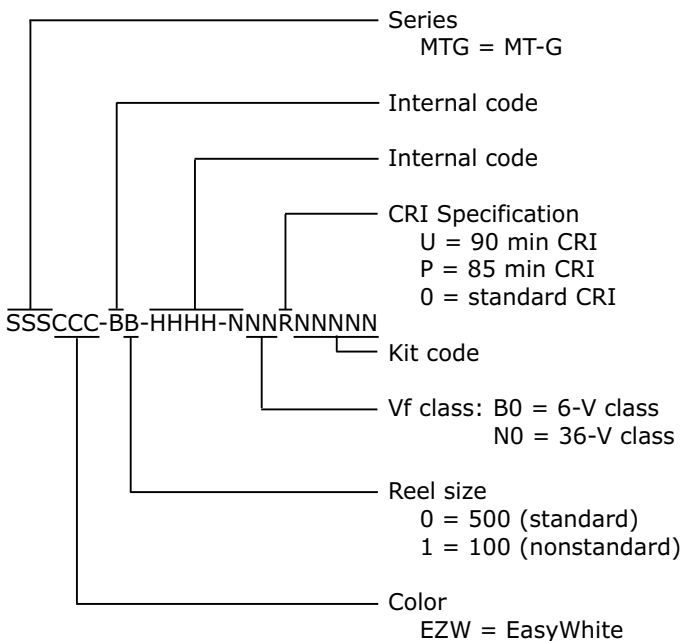 Series
MTG = MT-G
Internal code
Internal code
CRI Specification
U = 90 min CRI
P = 85 min CRI
0 = standard CRI
SSSCCC-BB-HHHH-NNNRNNNNN
Kit code
Vf class: B0 = 6-V class
N0 = 36-V class
Reel size
0 = 500 (standard)
1 = 100 (nonstandard)
Color
EZW = EasyWhite